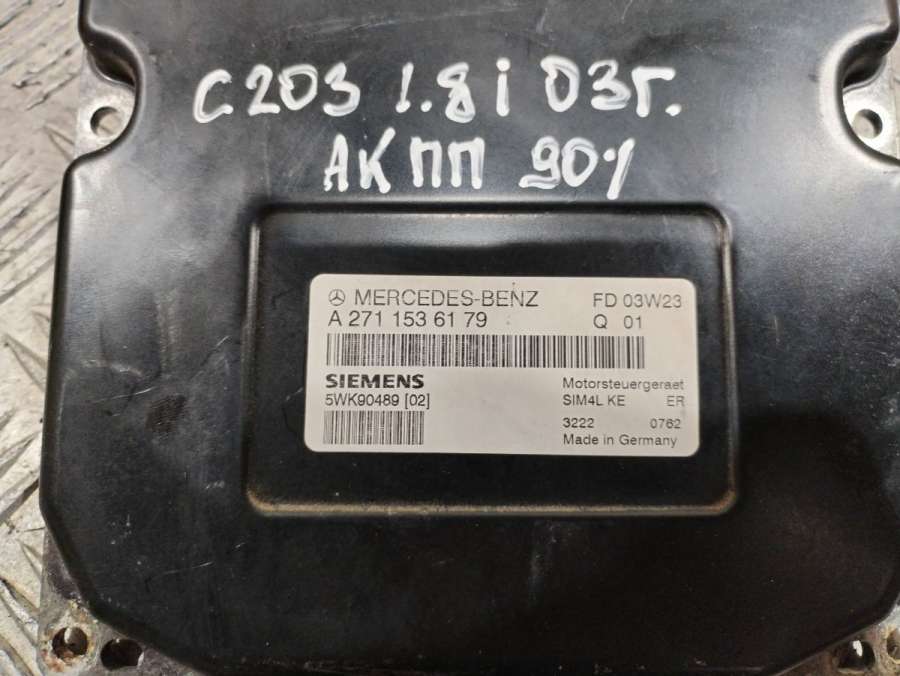 C203 1.8i 03г.
АКПП 901
MERCEDES-BENZ FD 03W23
A 271 153 61 79 Q 01
SIEMENS Motorsteuergeraet
5WK90489 [02] SIM4L KE ER
3222 0762
Made in Germany